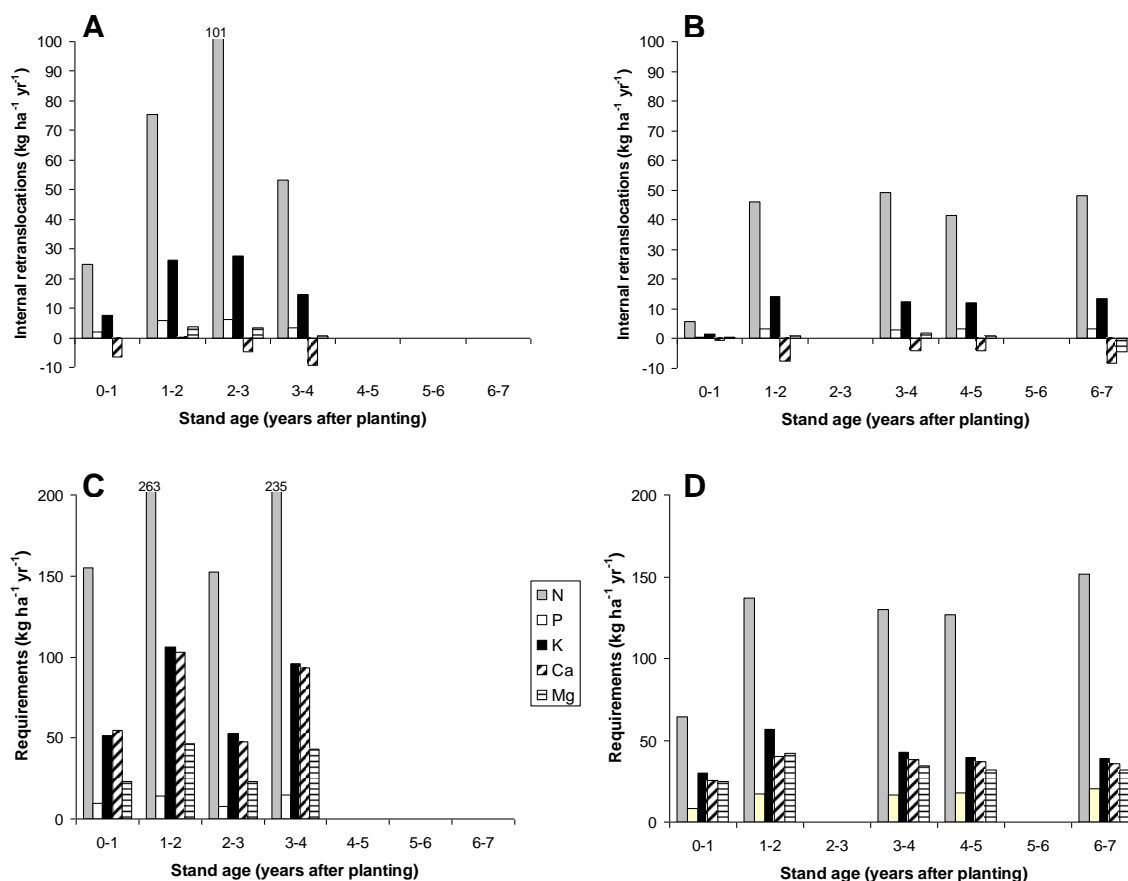 A
101
100
90
80
70
60
50
40
30
20
10
0
-10
Internal retranslocations (kg ha⁻¹ yr⁻¹)
0-1 1-2 2-3 3-4 4-5 5-6 6-7
Stand age (years after planting)
B
100
90
80
70
60
50
40
30
20
10
0
-10
Internal retranslocations (kg ha⁻¹ yr⁻¹)
0-1 1-2 2-3 3-4 4-5 5-6 6-7
Stand age (years after planting)
C
263 235
200
150
100
50
0
Requirements (kg ha⁻¹ yr⁻¹)
0-1 1-2 2-3 3-4 4-5 5-6 6-7
Stand age (years after planting)
N
P
K
Ca
Mg
D
200
150
100
50
0
Requirements (kg ha⁻¹ yr⁻¹)
0-1 1-2 2-3 3-4 4-5 5-6 6-7
Stand age (years after planting)